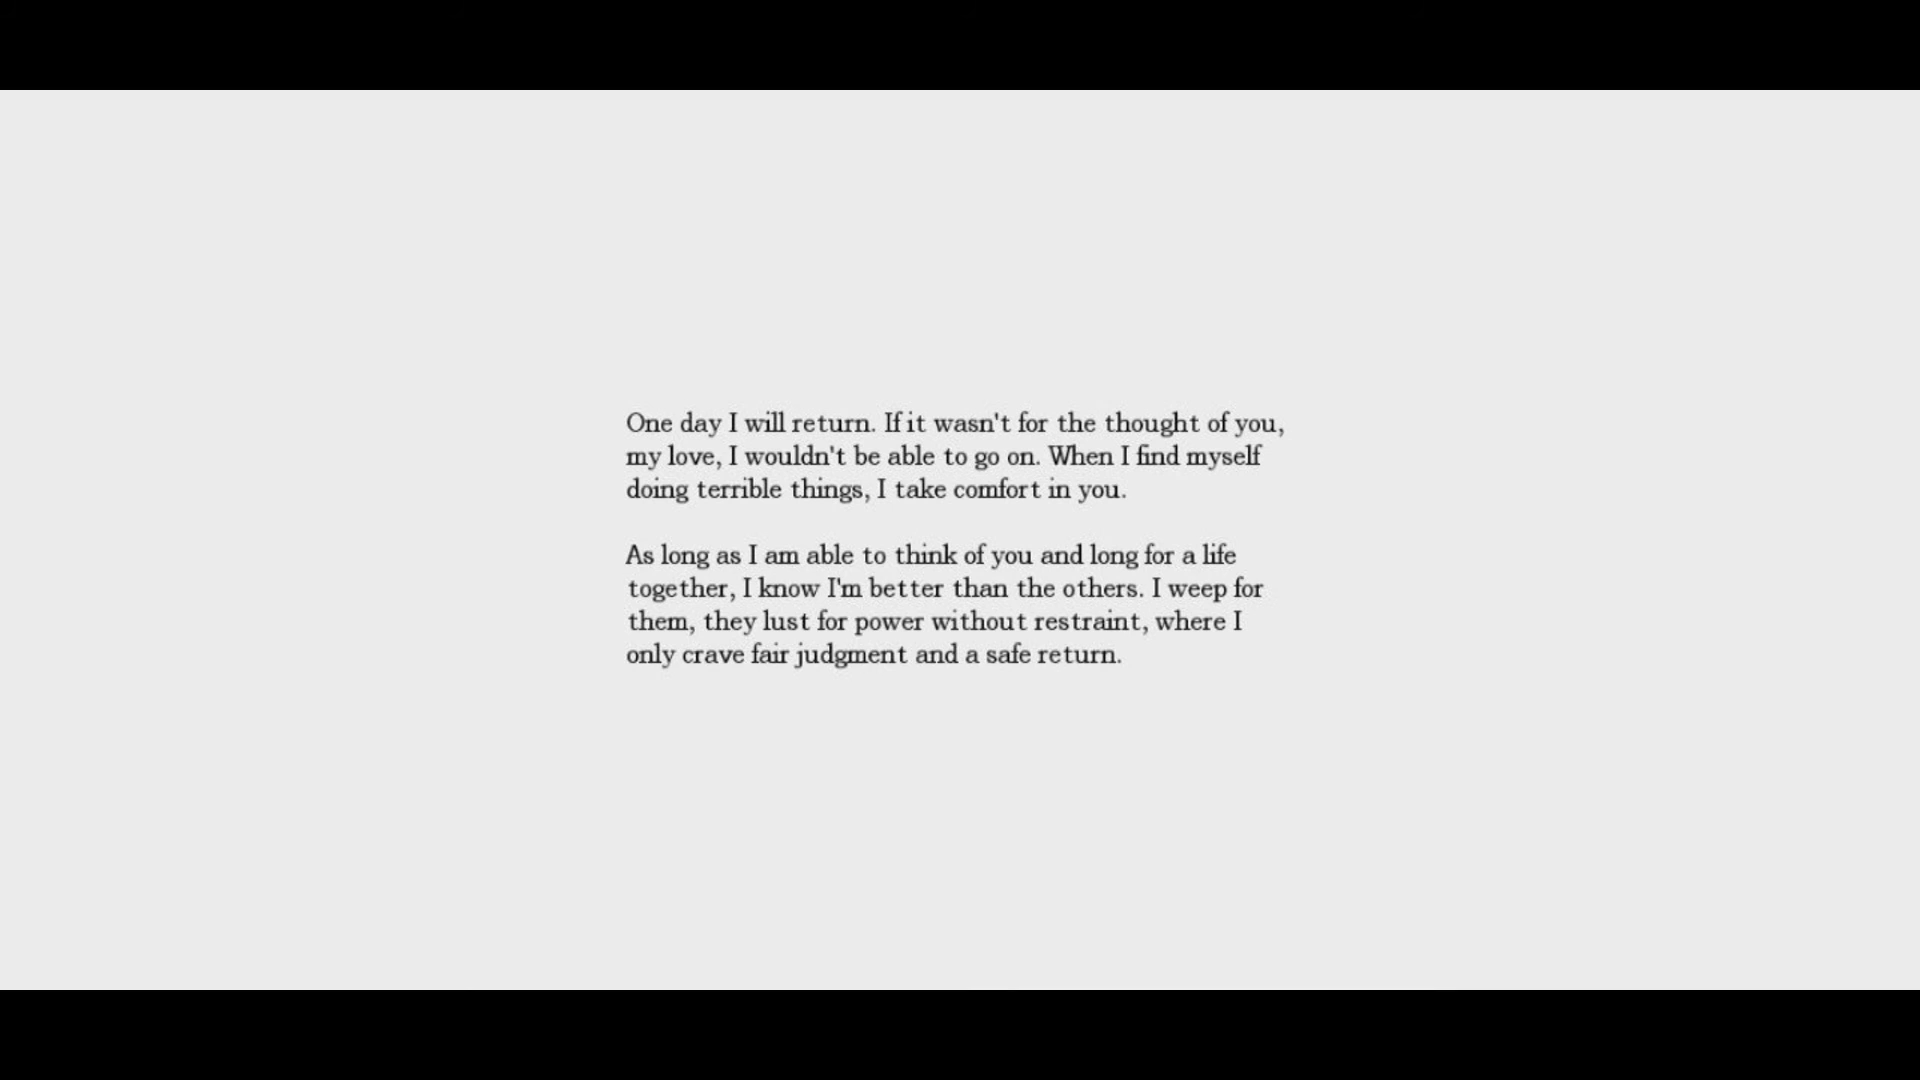 One day I will return. If it wasn't for the thought of you,
my love, I wouldn't be able to go on. When I find myself
doing terrible things, I take comfort in you.
As long as I am able to think of you and long for a life
together, I know I'm better than the others. I weep for
them, they lust for power without restraint, where I
only crave fair judgment and a safe return.